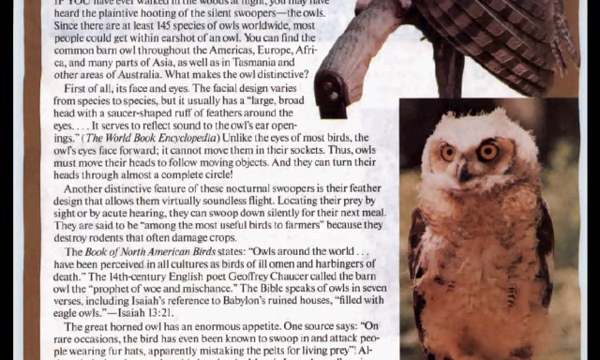 IF YOU have ever walked in the woods at night, you may have
heard the plaintive hooting of the silent swoopers—the owls.
Since there are at least 145 species of owls worldwide, most
people could get within earshot of an owl. You can find the
common barn owl throughout the Americas, Europe, Afri-
ca, and many parts of Asia, as well as in Tasmania and
other areas of Australia. What makes the owl distinctive?
First of all, its face and eyes. The facial design varies
from species to species, but it usually has a “large, broad
head with a saucer-shaped ruff of feathers around the
eyes. . . . It serves to reflect sound to the owl's ear open-
ings.” (The World Book Encyclopedia) Unlike the eyes of most birds, the
owl's eyes face forward; it cannot move them in their sockets. Thus, owls
must move their heads to follow moving objects. And they can turn their
heads through almost a complete circle!
Another distinctive feature of these nocturnal swoopers is their feather
design that allows them virtually soundless flight. Locating their prey by
sight or by acute hearing, they can swoop down silently for their next meal.
They are said to be “among the most useful birds to farmers” because they
destroy rodents that often damage crops.
The Book of North American Birds states: “Owls around the world . . .
have been perceived in all cultures as birds of ill omen and harbingers of
death.” The 14th-century English poet Geoffrey Chaucer called the barn
owl the “prophet of woe and mischance.” The Bible speaks of owls in seven
verses, including Isaiah's reference to Babylon's ruined houses, “filled with
eagle owls.”—Isaiah 13:21.
The great horned owl has an enormous appetite. One source says: “On
rare occasions, the bird has even been known to swoop in and attack peo-
ple wearing fur hats, apparently mistaking the pelts for living prey”! Al-